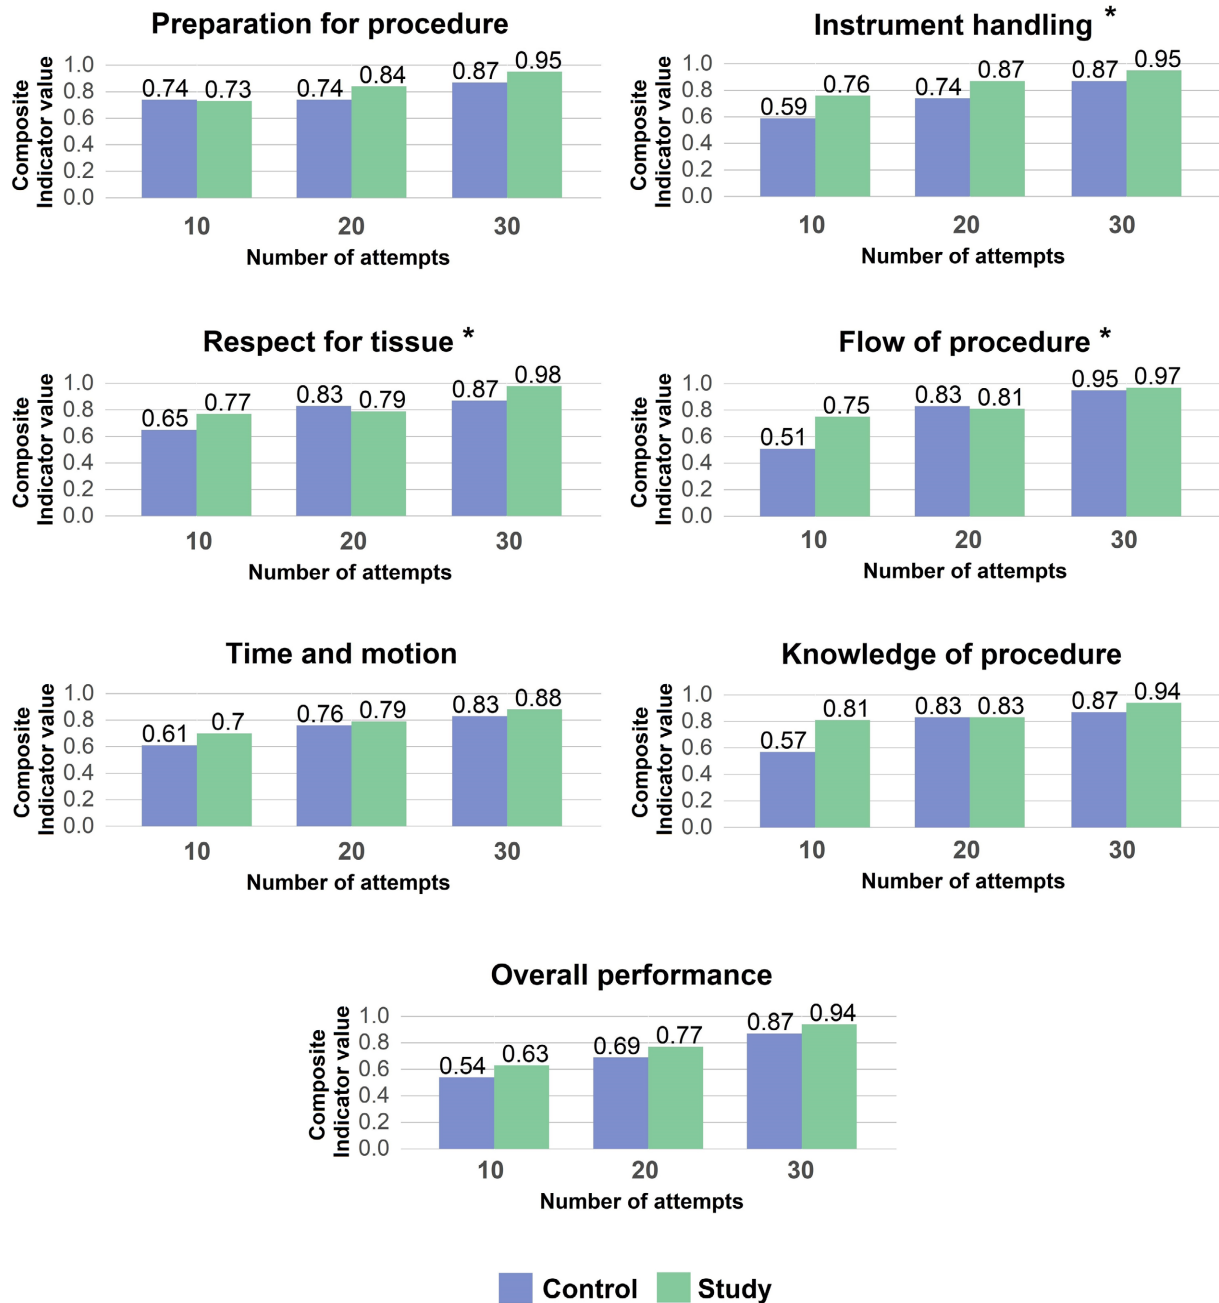 Preparation for procedure
Composite
Indicator value
1.0
0.8
0.6
0.4
0.2
0.0
0.74 0.73 0.74 0.84 0.87 0.95
10 20 30
Number of attempts
Instrument handling *
Composite
Indicator value
1.0
0.8
0.6
0.4
0.2
0.0
0.59 0.76 0.74 0.87 0.87 0.95
10 20 30
Number of attempts
Respect for tissue *
Composite
Indicator value
1.0
0.8
0.6
0.4
0.2
0.0
0.65 0.77 0.83 0.79 0.87 0.98
10 20 30
Number of attempts
Flow of procedure *
Composite
Indicator value
1.0
0.8
0.6
0.4
0.2
0.0
0.51 0.75 0.83 0.81 0.95 0.97
10 20 30
Number of attempts
Time and motion
Composite
Indicator value
1.0
0.8
0.6
0.4
0.2
0.0
0.61 0.7 0.76 0.79 0.83 0.88
10 20 30
Number of attempts
Knowledge of procedure
Composite
Indicator value
1.0
0.8
0.6
0.4
0.2
0.0
0.57 0.81 0.83 0.83 0.87 0.94
10 20 30
Number of attempts
Overall performance
Composite
Indicator value
1.0
0.8
0.6
0.4
0.2
0.0
0.54 0.63 0.69 0.77 0.87 0.94
10 20 30
Number of attempts
Control Study